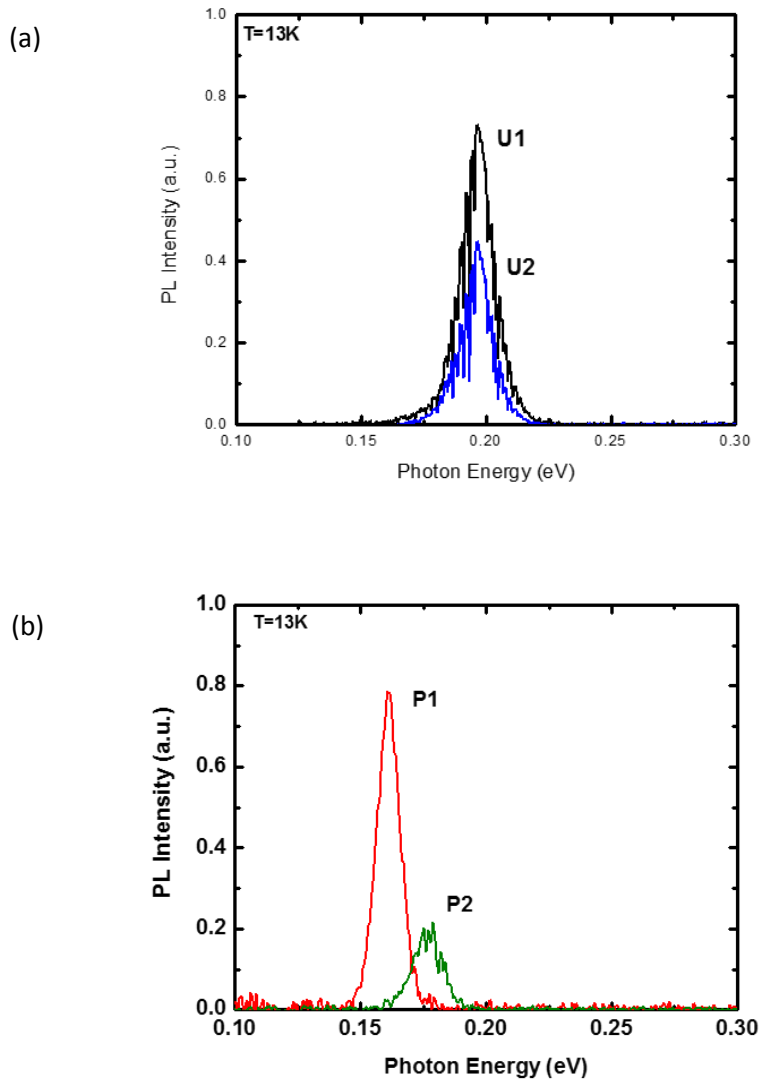 (a)
T=13K
U1
U2
PL Intensity (a.u.)
1.0
0.8
0.6
0.4
0.2
0.0
0.10 0.15 0.20 0.25 0.30
Photon Energy (eV)
(b)
T=13K
P1
P2
PL Intensity (a.u.)
1.0
0.8
0.6
0.4
0.2
0.0
0.10 0.15 0.20 0.25 0.30
Photon Energy (eV)